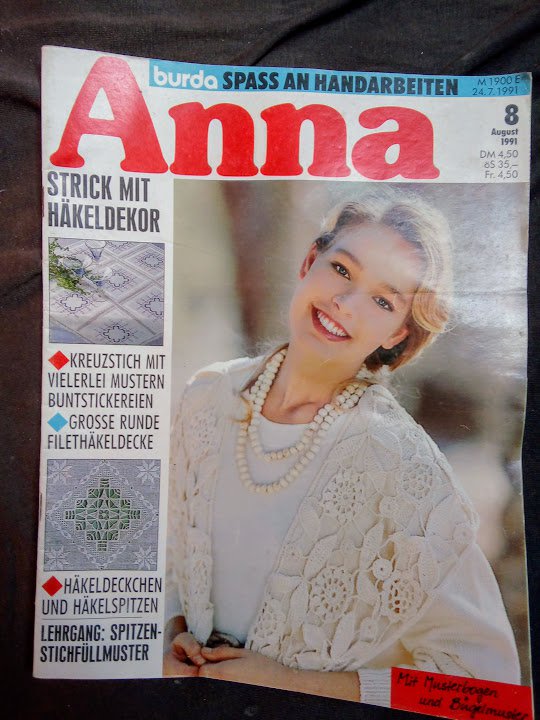 burda SPASS AN HANDARBEITEN
M 1900 E
24.7.1991
Anna
8
August
1991
DM 4,50
öS 35,–
Fr. 4,50
STRICK MIT
HÄKELDEKOR
KREUZSTICH MIT
VIELERLEI MUSTERN
BUNTSTICKEREIEN
GROSSE RUNDE
FILETHÄKELDECKE
HÄKELDECKCHEN
UND HÄKELSPITZEN
LEHRGANG: SPITZEN-
STICHFÜLLMUSTER
Mit Musterbogen
und Bügelmuster